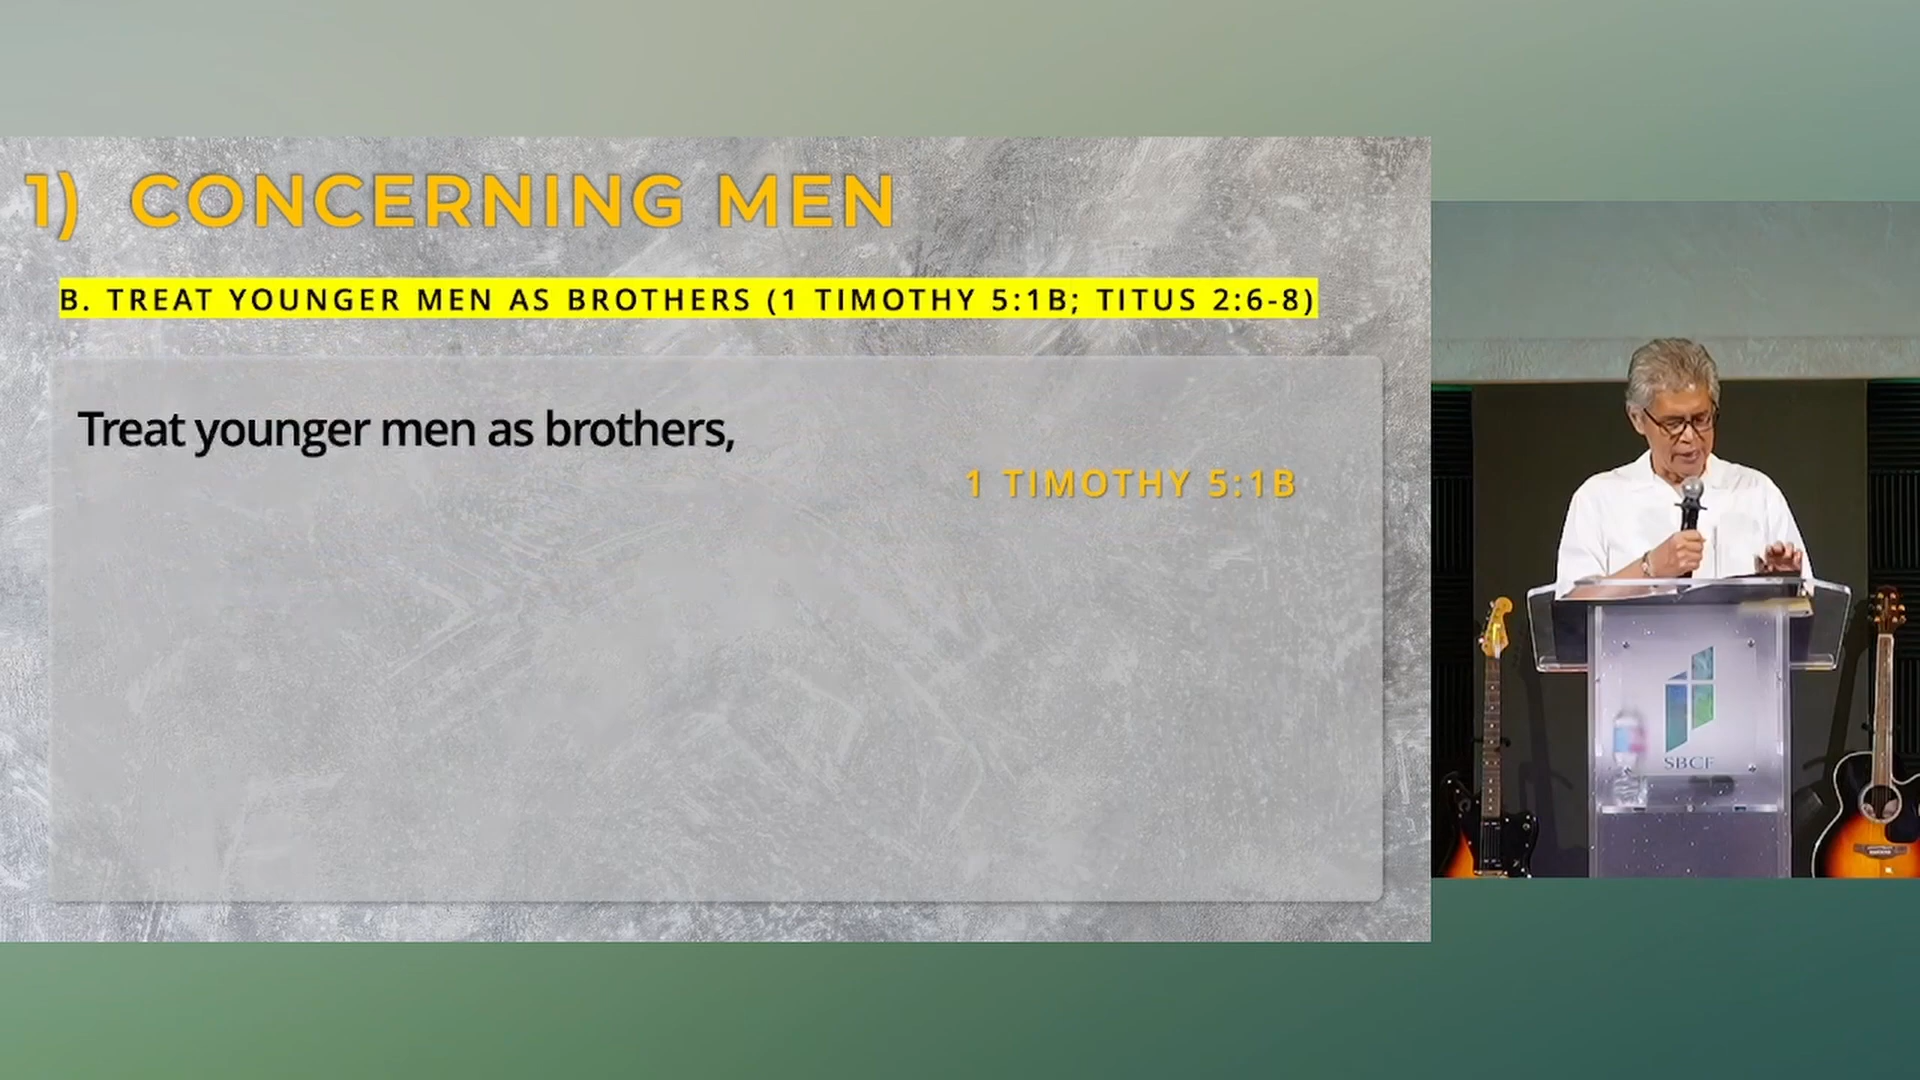 1) CONCERNING MEN
B. TREAT YOUNGER MEN AS BROTHERS (1 TIMOTHY 5:1B; TITUS 2:6-8)
Treat younger men as brothers,
1 TIMOTHY 5:1B
SBCF